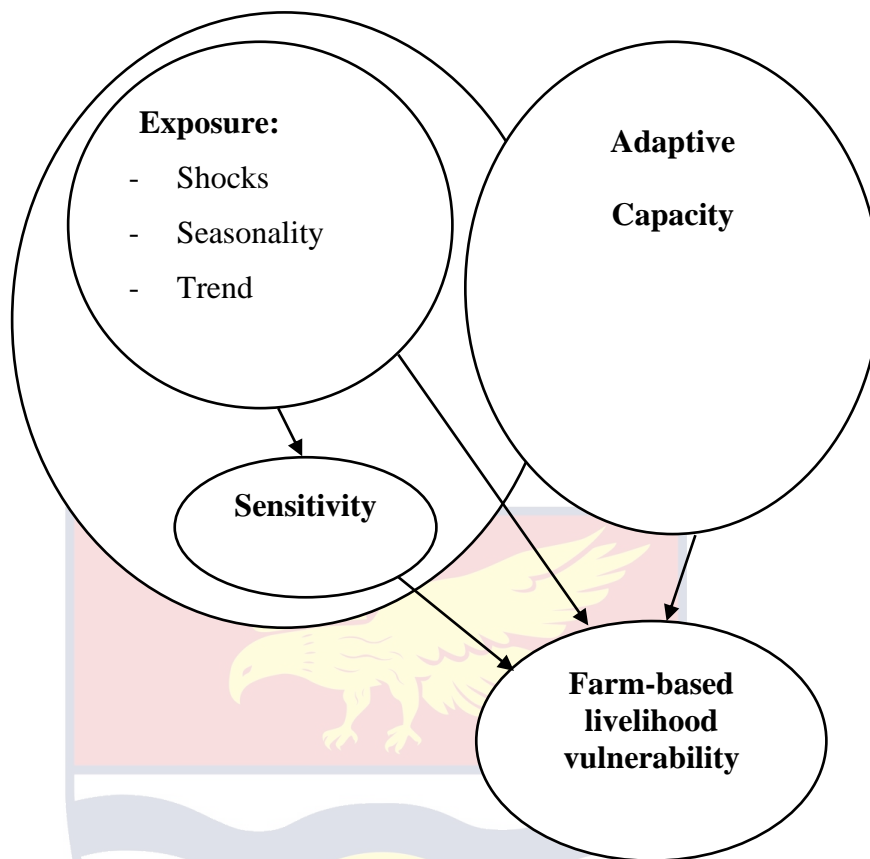 Exposure:
- Shocks
- Seasonality
- Trend
Adaptive
Capacity
Sensitivity
Farm-based
livelihood
vulnerability